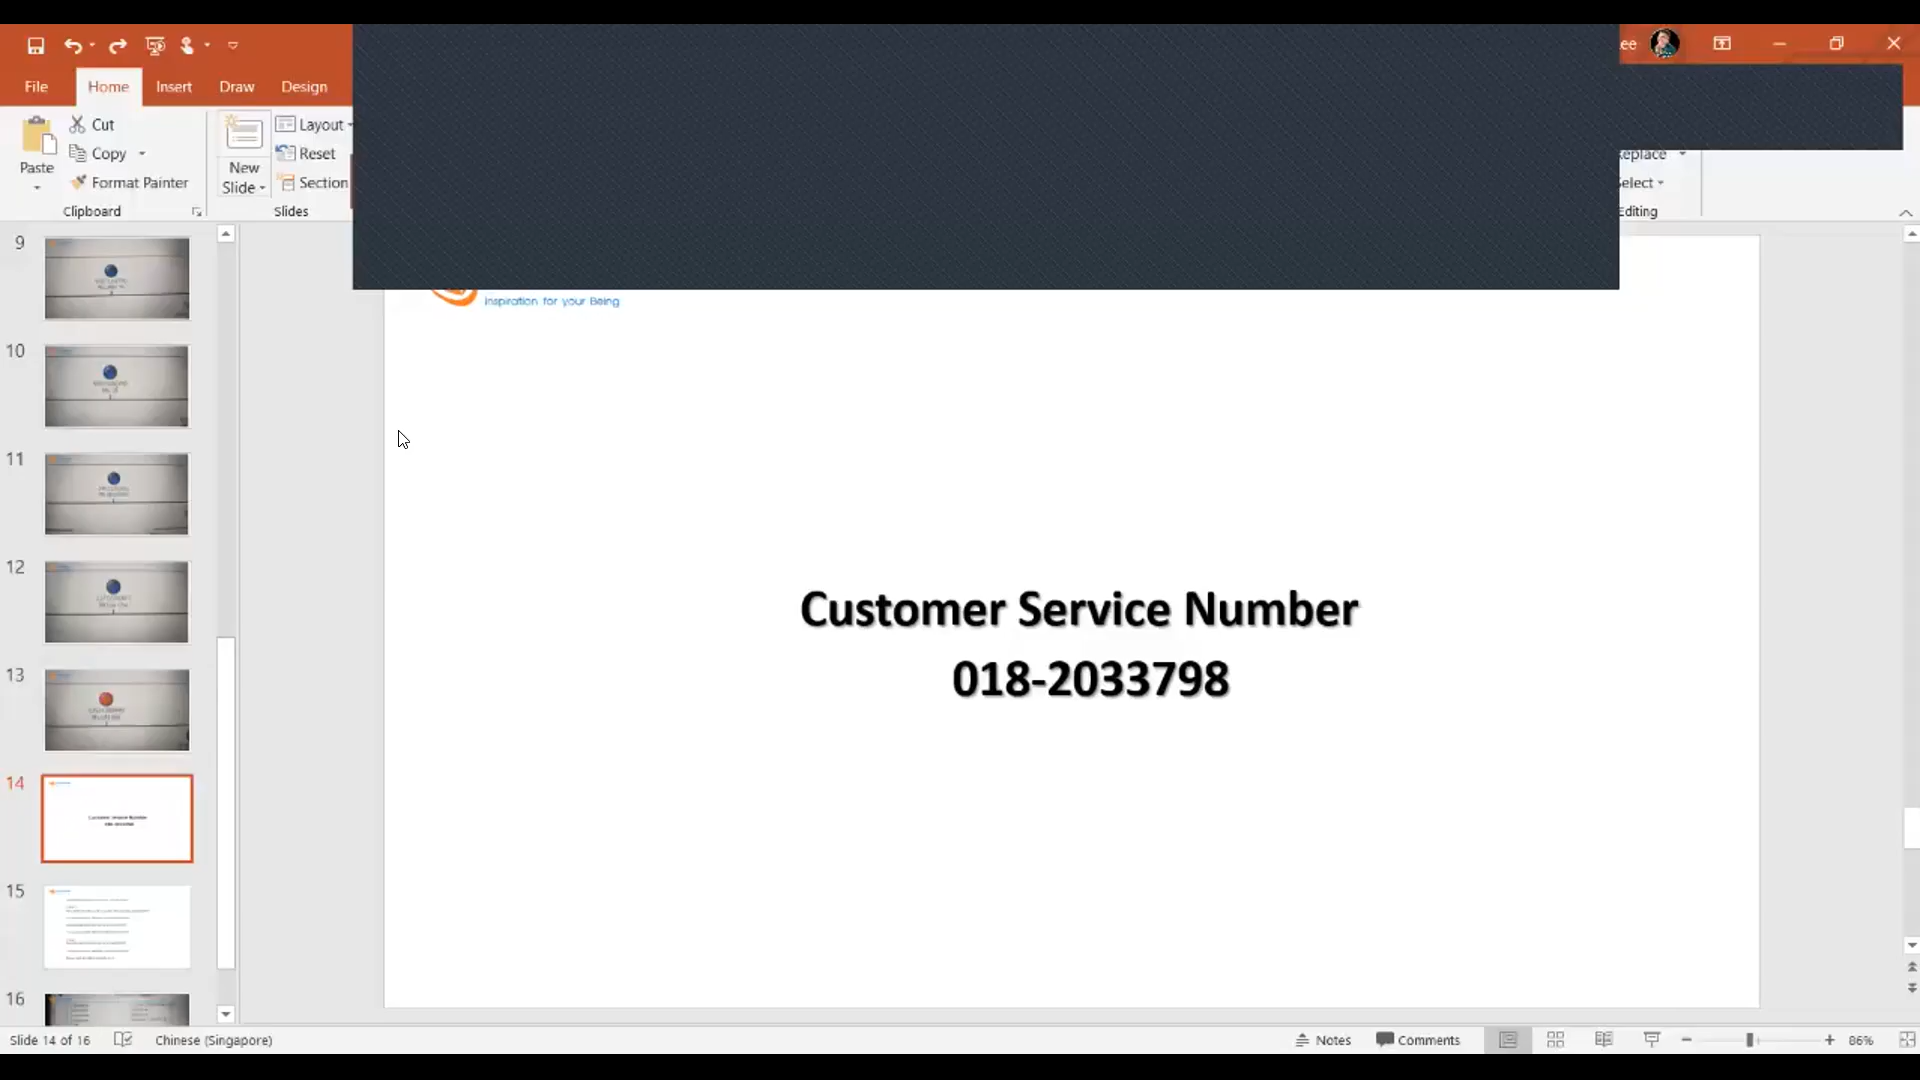 ee
File
Home
Insert
Draw
Design
Paste
Cut
Copy
Format Painter
Clipboard
New
Slide
Layout
Reset
Section
Slides
Select
Editing
9
10
11
12
13
14
15
16
Inspiration for your Being
Customer Service Number
018-2033798
Slide 14 of 16
Chinese (Singapore)
Notes
Comments
86%